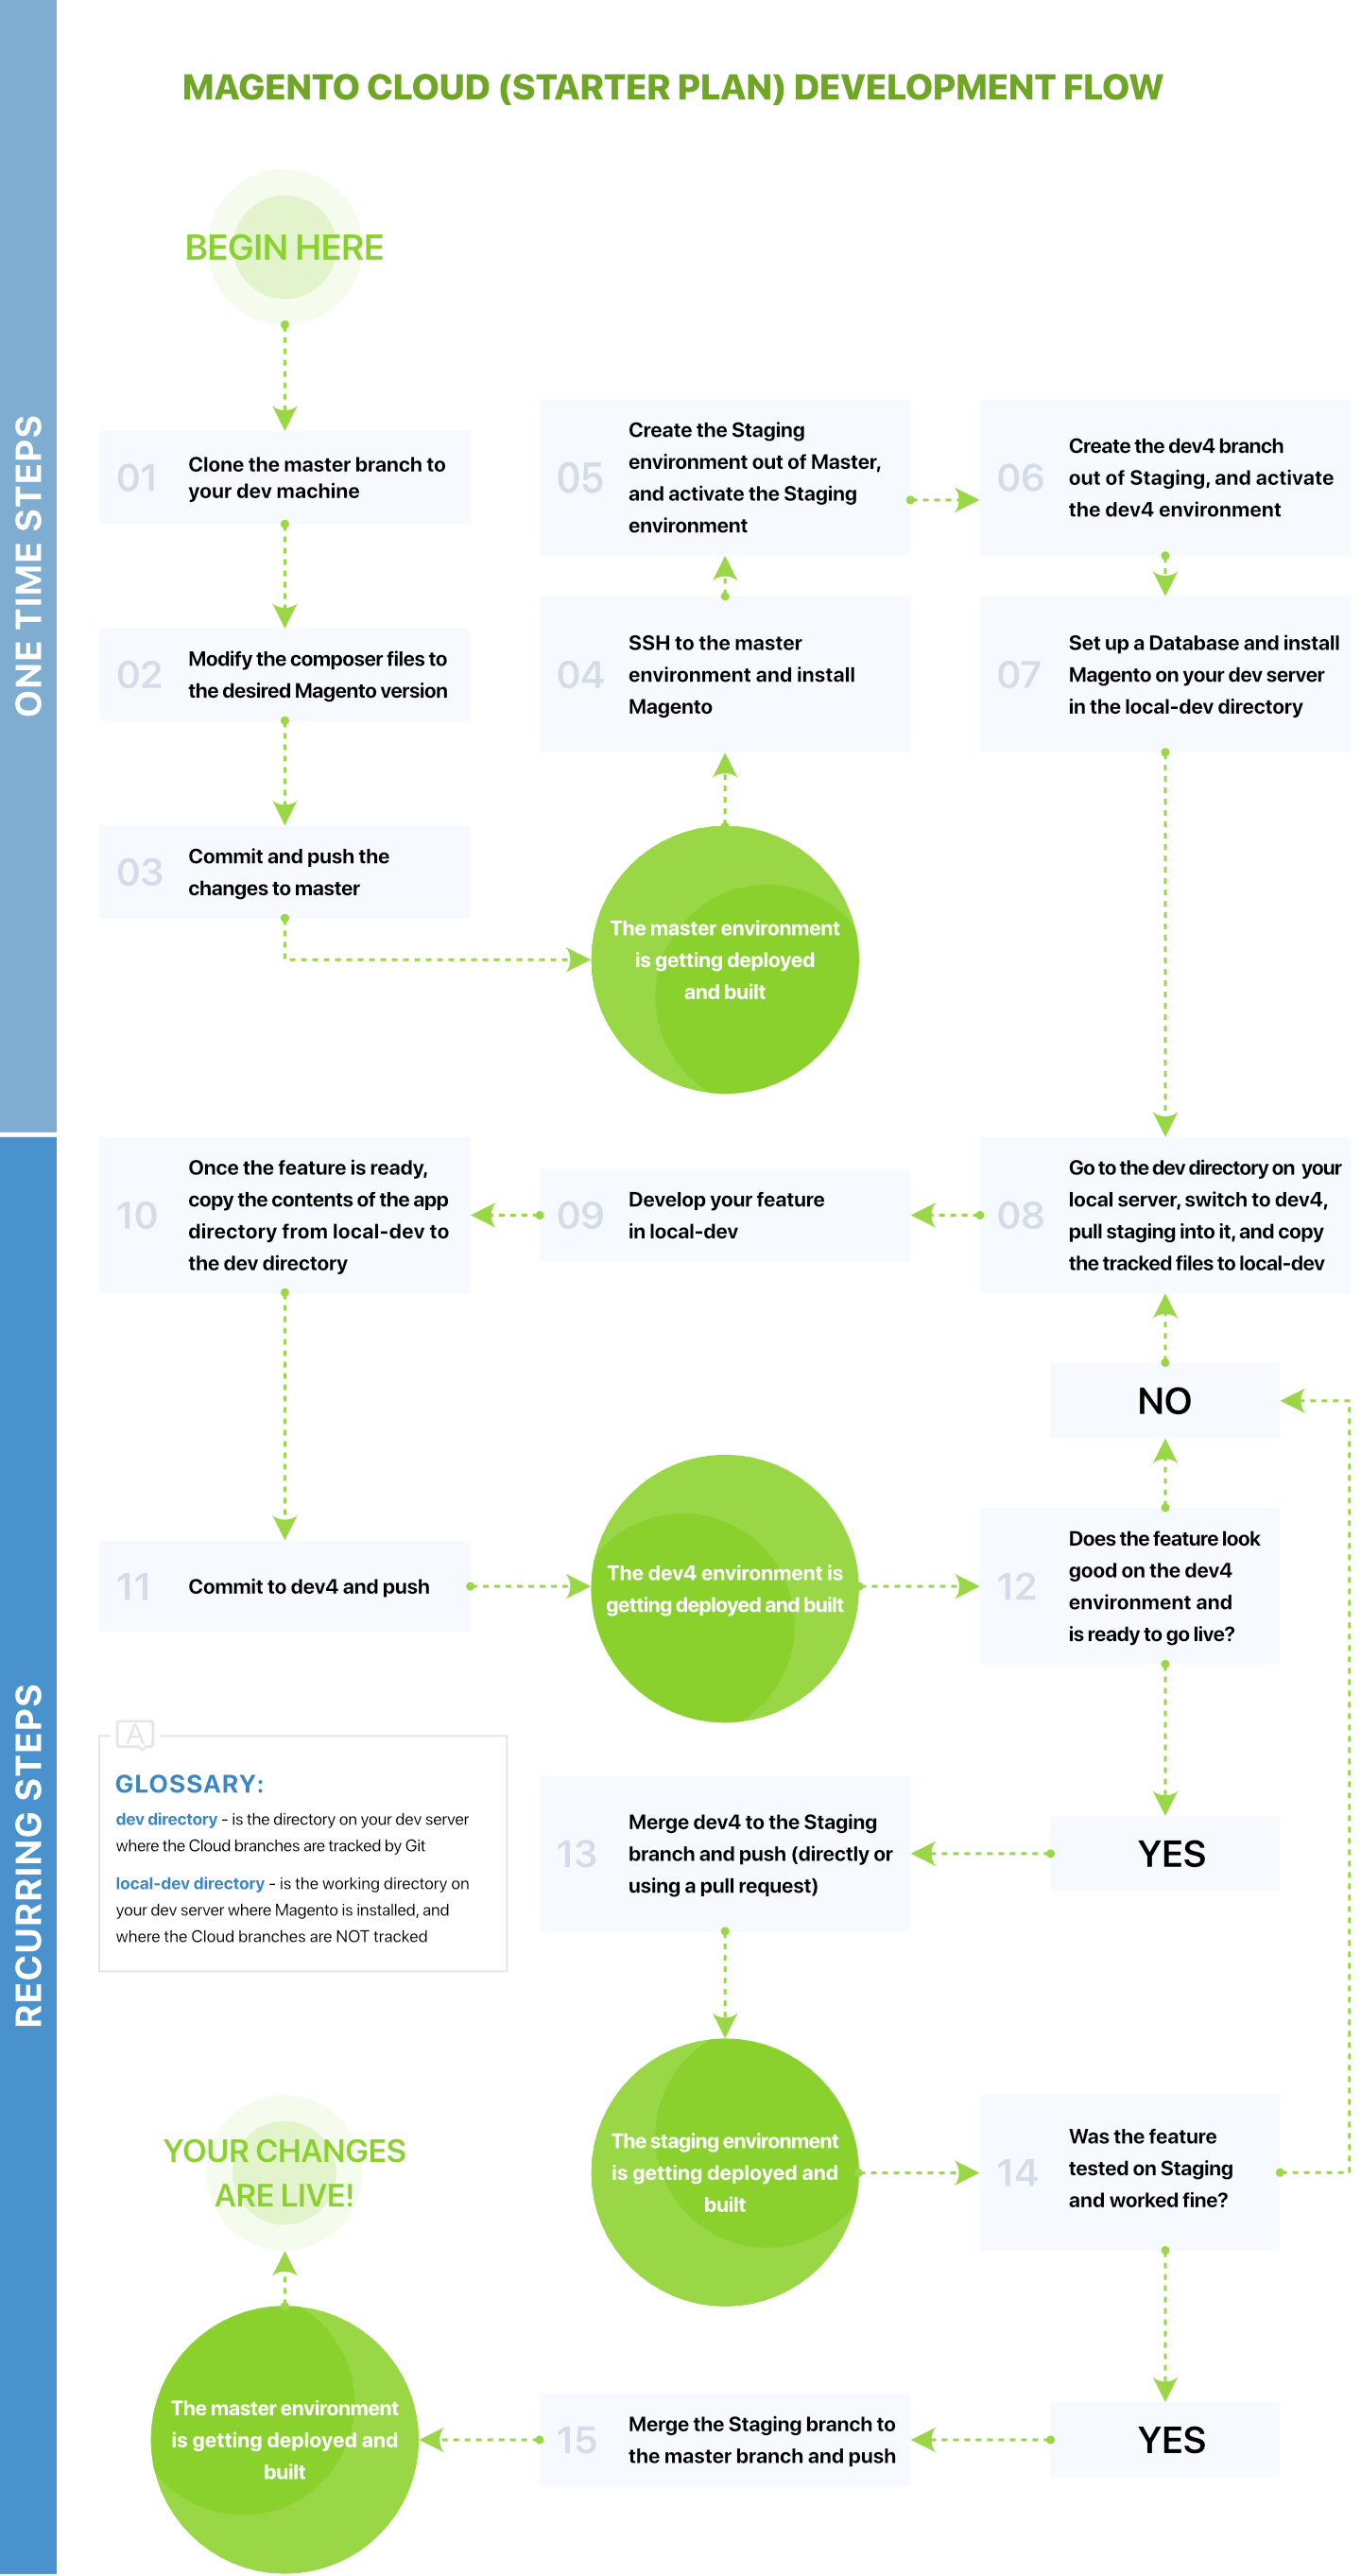 MAGENTO CLOUD (STARTER PLAN) DEVELOPMENT FLOW
ONE TIME STEPS
BEGIN HERE
01
Clone the master branch to
your dev machine
02
Modify the composer files to
the desired Magento version
03
Commit and push the
changes to master
The master environment
is getting deployed
and built
04
SSH to the master
environment and install
Magento
05
Create the Staging
environment out of Master,
and activate the Staging
environment
06
Create the dev4 branch
out of Staging, and activate
the dev4 environment
07
Set up a Database and install
Magento on your dev server
in the local-dev directory
RECURRING STEPS
08
Go to the dev directory on your
local server, switch to dev4,
pull staging into it, and copy
the tracked files to local-dev
09
Develop your feature
in local-dev
10
Once the feature is ready,
copy the contents of the app
directory from local-dev to
the dev directory
11
Commit to dev4 and push
The dev4 environment is
getting deployed and built
12
Does the feature look
good on the dev4
environment and
is ready to go live?
NO
YES
13
Merge dev4 to the Staging
branch and push (directly or
using a pull request)
The staging environment
is getting deployed and
built
14
Was the feature
tested on Staging
and worked fine?
YES
15
Merge the Staging branch to
the master branch and push
The master environment
is getting deployed and
built
YOUR CHANGES
ARE LIVE!
A
GLOSSARY:
dev directory - is the directory on your dev server
where the Cloud branches are tracked by Git
local-dev directory - is the working directory on
your dev server where Magento is installed, and
where the Cloud branches are NOT tracked